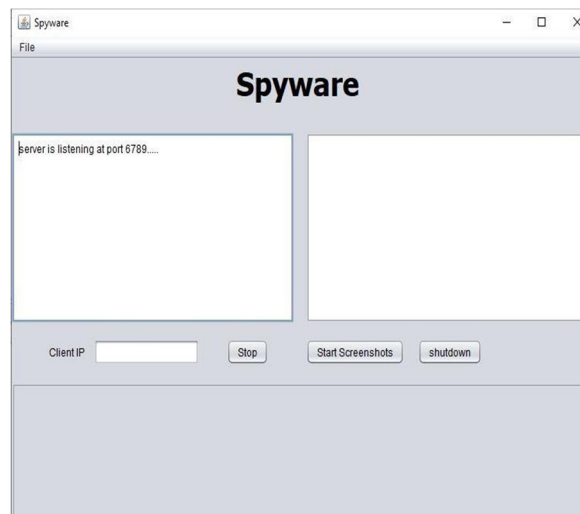 Spyware
File
Spyware
server is listening at port 6789.....
Client IP
Stop
Start Screenshots
shutdown